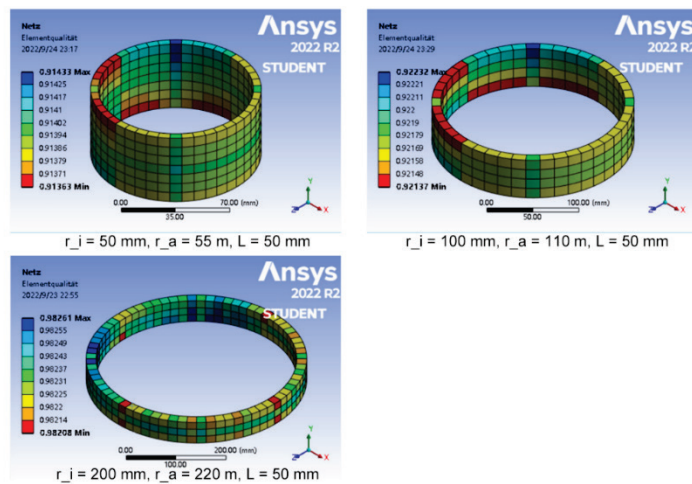 Netz
Elementqualität
2022/9/24 23:17
Ansys
2022 R2
STUDENT
0.91433 Max
0.91425
0.91417
0.9141
0.91402
0.91394
0.91386
0.91379
0.91371
0.91363 Min
0.00
70.00 (mm)
35.00
Y
Z
X
r_i = 50 mm, r_a = 55 m, L = 50 mm
Netz
Elementqualität
2022/9/24 23:29
Ansys
2022 R2
STUDENT
0.92232 Max
0.92221
0.92211
0.922
0.9219
0.92179
0.92169
0.92158
0.92148
0.92137 Min
0.00
100.00 (mm)
50.00
Y
Z
X
r_i = 100 mm, r_a = 110 m, L = 50 mm
Netz
Elementqualität
2022/9/23 22:55
Ansys
2022 R2
STUDENT
0.98261 Max
0.98255
0.98249
0.98243
0.98237
0.98231
0.98225
0.9822
0.98214
0.98208 Min
0.00
200.00 (mm)
100.00
Y
Z
X
r_i = 200 mm, r_a = 220 m, L = 50 mm